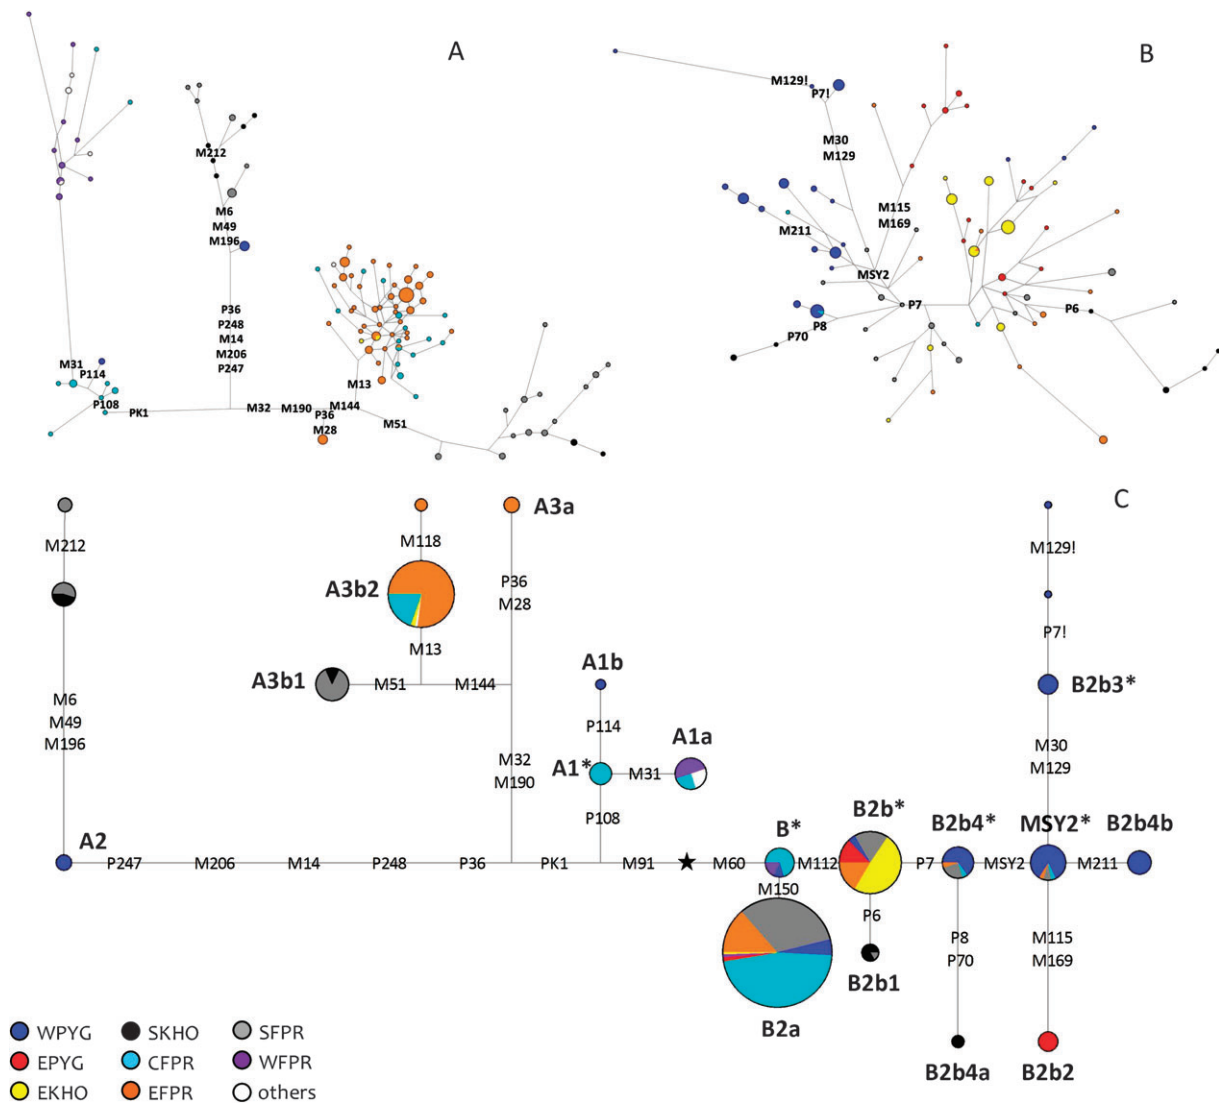 A
B
M129!
P7!
M30
M129
M212
M115
M169
M6
M49
M196
M211
MSY2
P7
P6
P8
P70
P36
P248
M14
M206
P247
M31
P114
P108
PK1
M32 M190 M144
M13
P36
M28
M51
C
A3a
M212
M118
M129!
A3b2
P36
M28
P7!
M13
A3b1 M51 M144
A1b
B2b3*
M6
M49
M196
P114
A1a
M32
M190
A1* M31
M30
M129
P108
B* B2b* B2b4* MSY2* B2b4b
A2
P247 M206 M14 P248 P36 PK1 M91 M60 M112 P7 MSY2 M211
M150
P6
P8
P70
M115
M169
B2b1
B2a
B2b4a B2b2
WPYG SKHO SFPR
EPYG CFPR WFPR
EKHO EFPR others